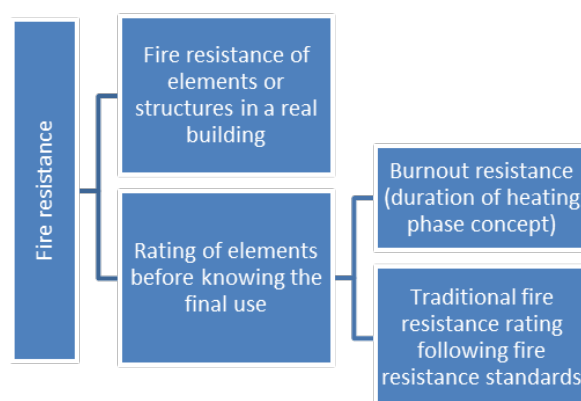 Fire resistance
Fire resistance of
elements or
structures in a real
building
Rating of elements
before knowing the
final use
Burnout resistance
(duration of heating
phase concept)
Traditional fire
resistance rating
following fire
resistance standards